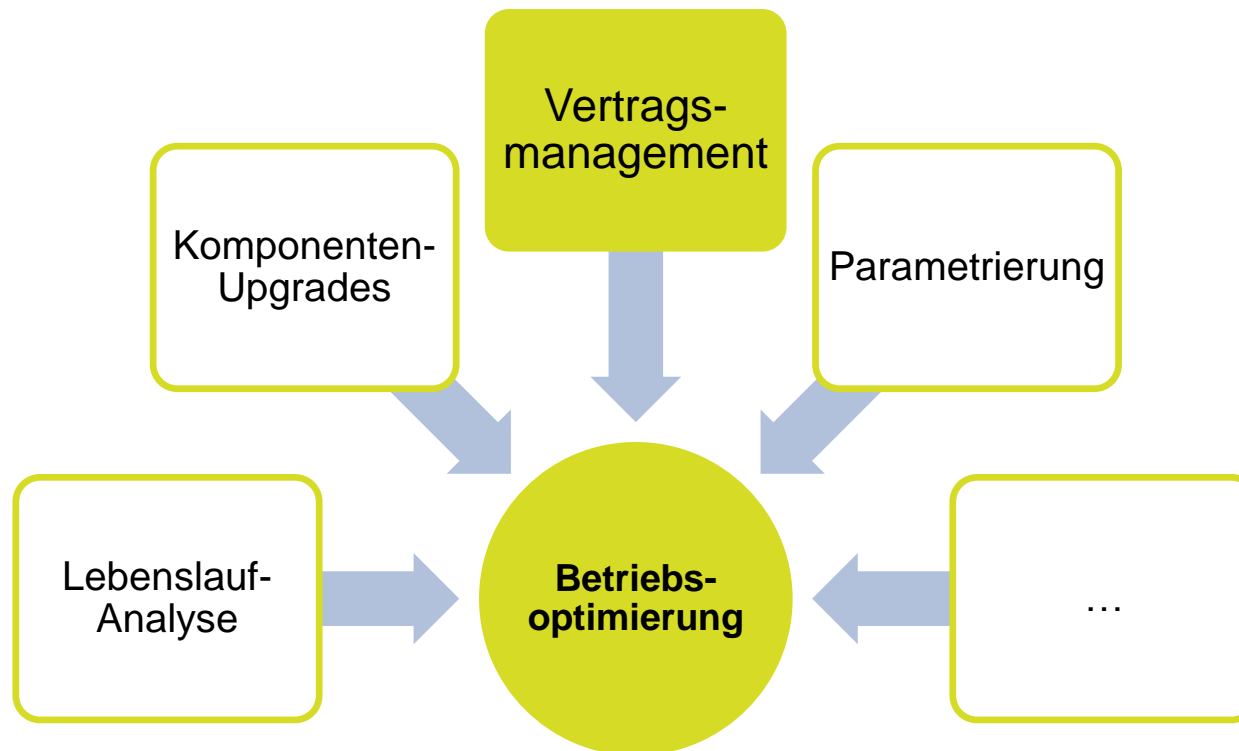 Vertrags-
management
Komponenten-
Upgrades
Parametrierung
Lebenslauf-
Analyse
Betriebs-
optimierung
…